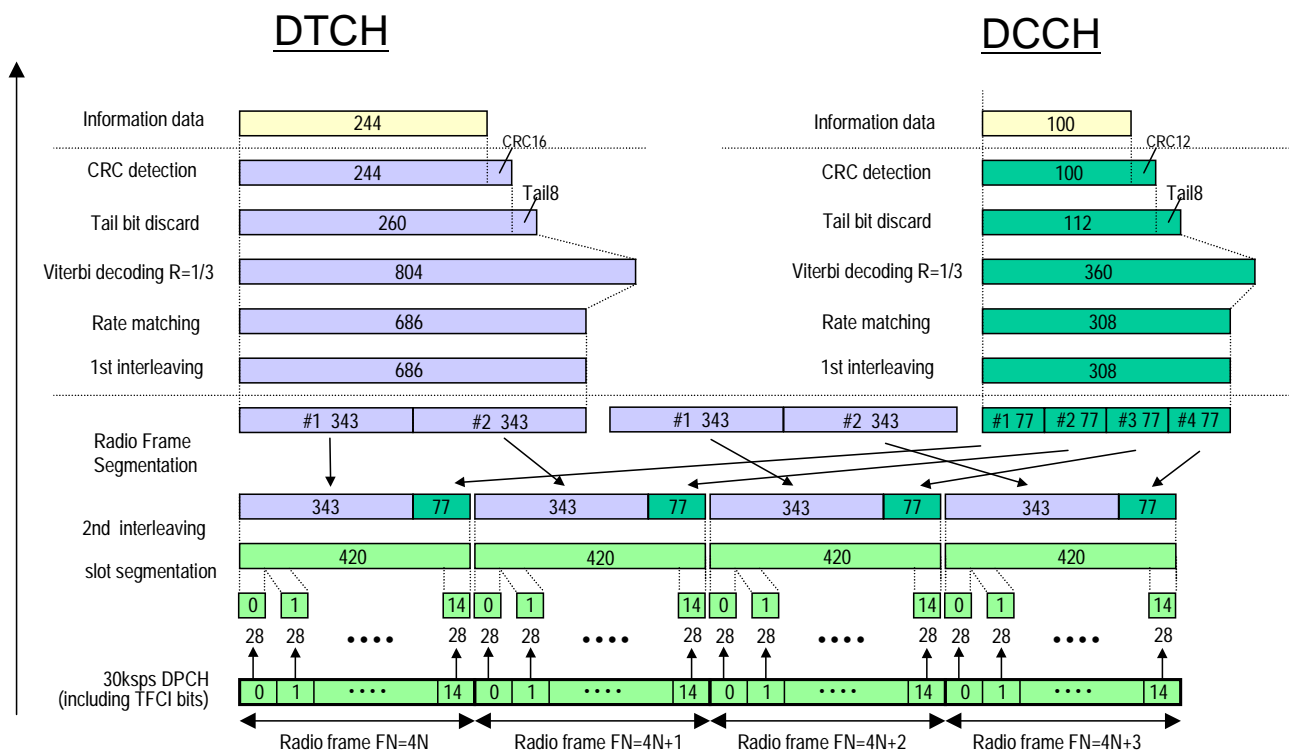 DTCH DCCH
Information data 244 Information data 100
CRC16 CRC12
CRC detection 244 CRC detection 100
Tail8 Tail8
Tail bit discard 260 Tail bit discard 112
Viterbi decoding R=1/3 804 Viterbi decoding R=1/3 360
Rate matching 686 Rate matching 308
1st interleaving 686 1st interleaving 308
#1 343 #2 343 #1 343 #2 343 #1 77 #2 77 #3 77 #4 77
Radio Frame
Segmentation
343 77 343 77 343 77 343 77
2nd interleaving
420 420 420 420
slot segmentation
0 1 14 0 1 14 0 1 14 0 1 14
28 28 •••• 28 28 28 •••• 28 28 28 •••• 28 28 28 •••• 28
30ksps DPCH
(including TFCI bits)
0 1 •••• 14 0 1 •••• 14 0 1 •••• 14 0 1 •••• 14
Radio frame FN=4N Radio frame FN=4N+1 Radio frame FN=4N+2 Radio frame FN=4N+3